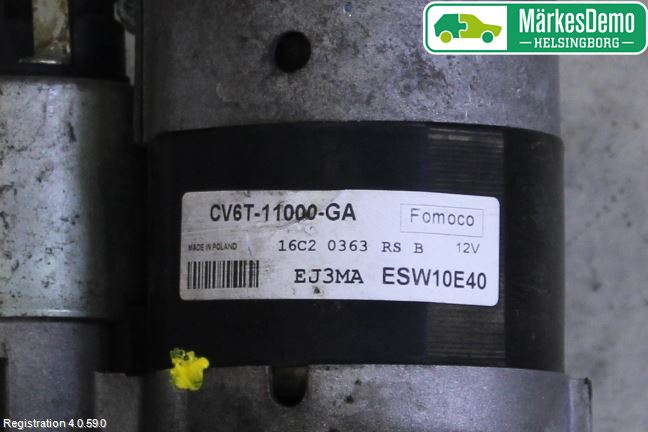 MärkesDemo
HELSINGBORG
CV6T-11000-GA
Fomoco
MADE IN POLAND
16C2 0363 RS B
12V
EJ3MA ESW10E40
Registration 4.0.59.0